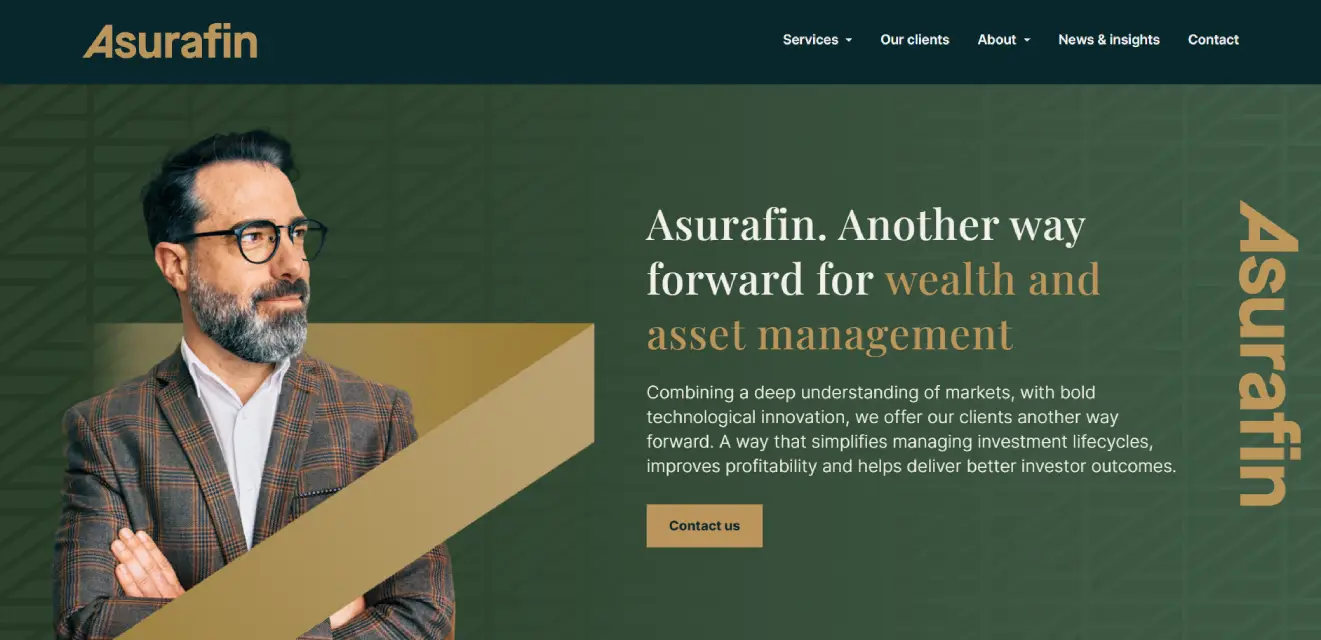 Asurafin
Services
Our clients
About
News & insights
Contact
Asurafin. Another way
forward for wealth and
asset management
Combining a deep understanding of markets, with bold
technological innovation, we offer our clients another way
forward. A way that simplifies managing investment lifecycles,
improves profitability and helps deliver better investor outcomes.
Contact us
Asurafin